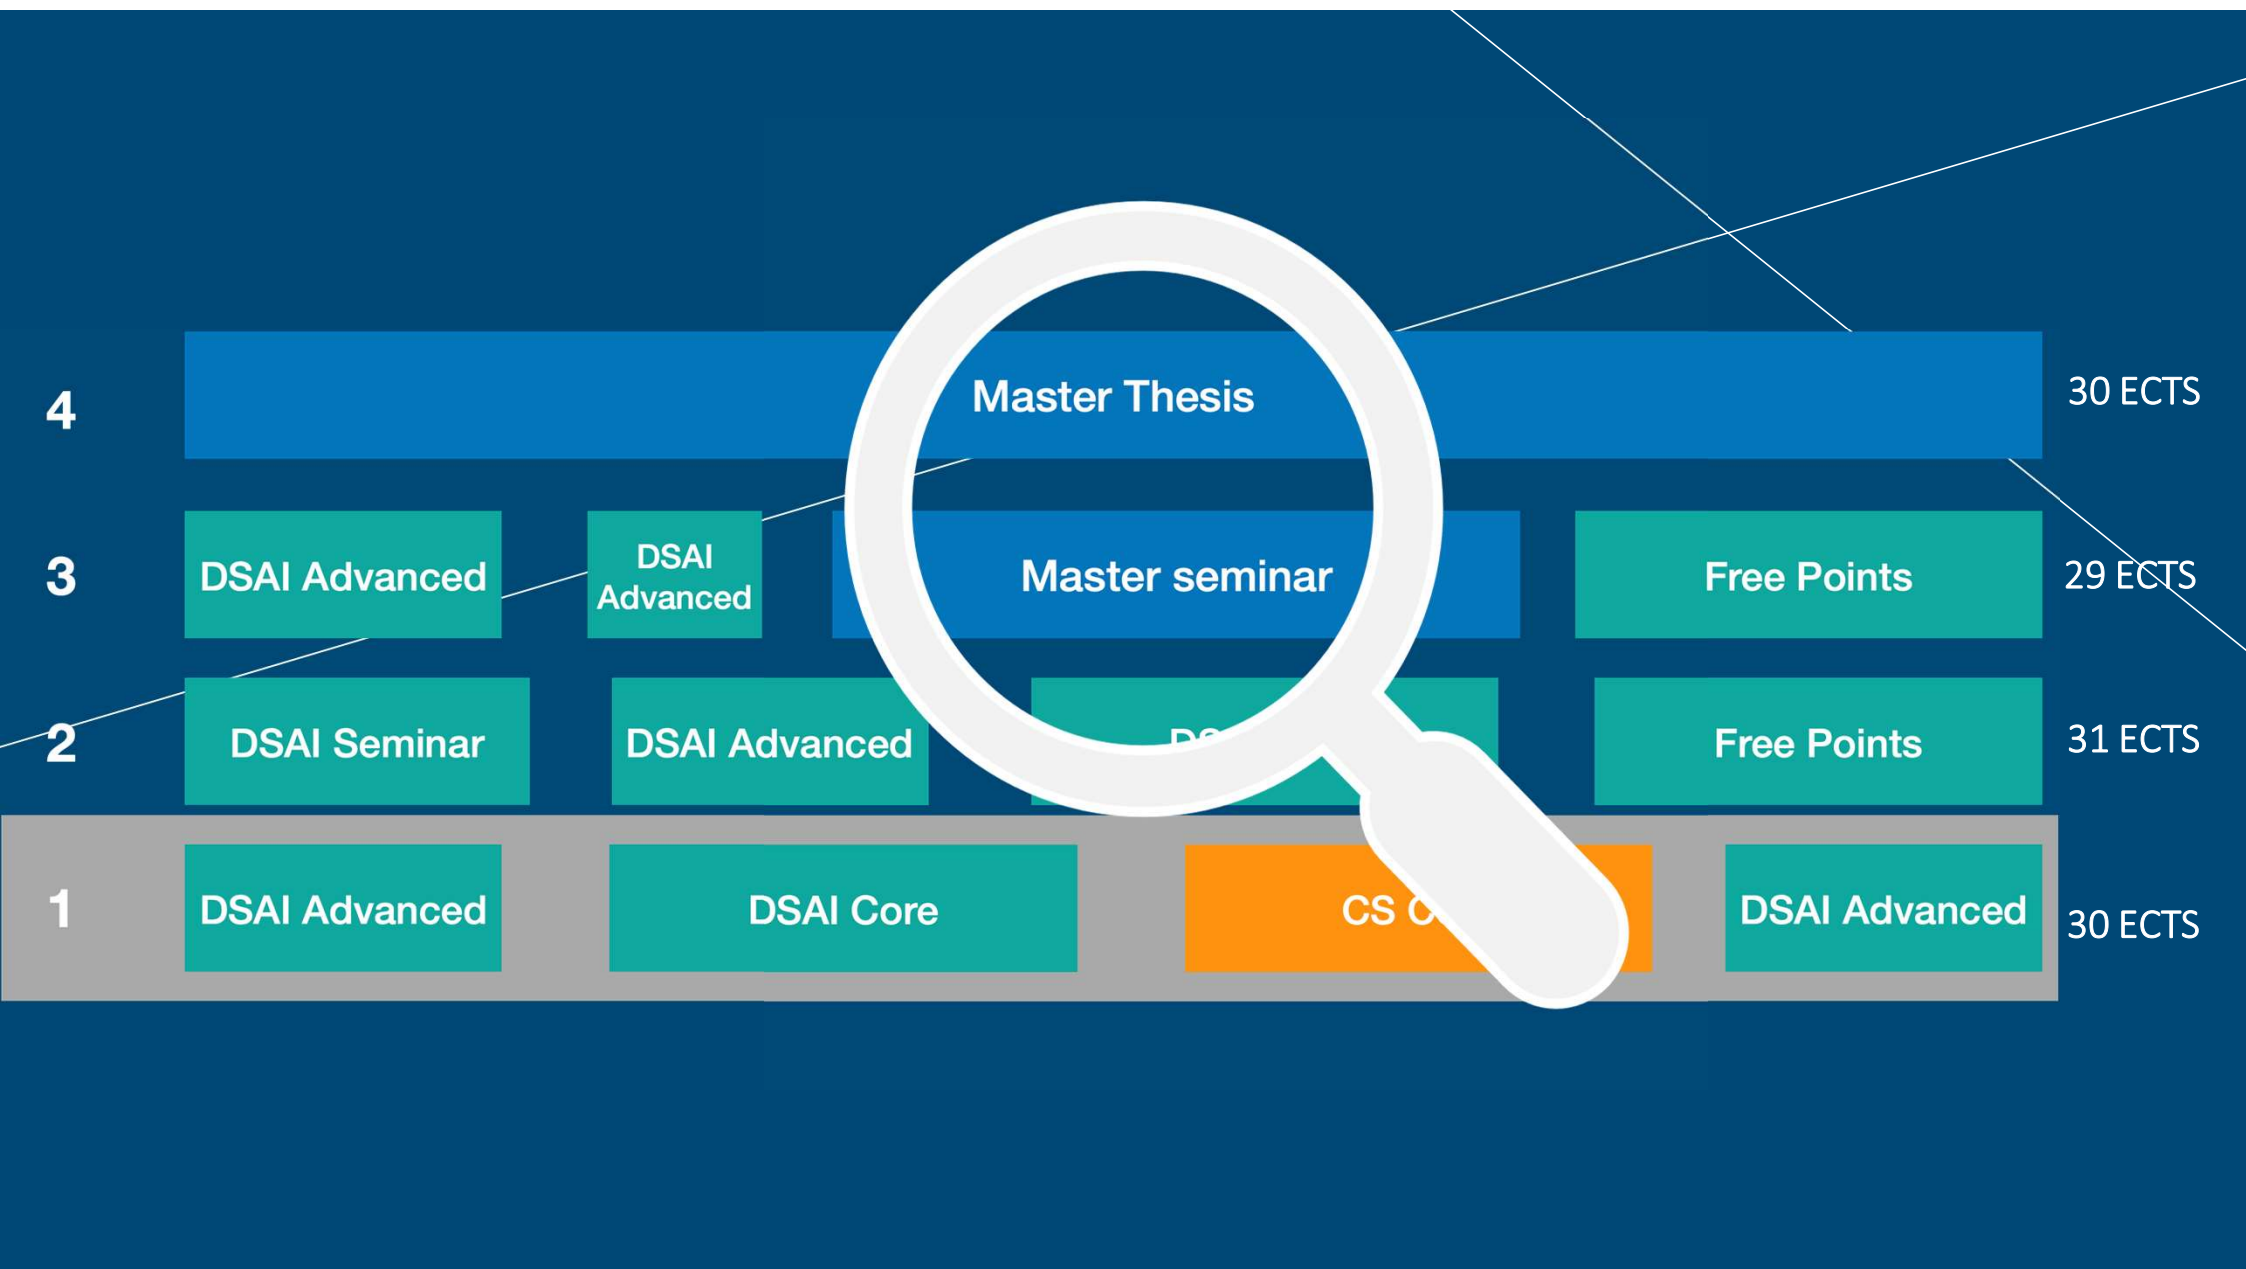 4
Master Thesis
30 ECTS
3
DSAI Advanced
DSAI
Advanced
Master seminar
Free Points
29 ECTS
2
DSAI Seminar
DSAI Advanced
Free Points
31 ECTS
1
DSAI Advanced
DSAI Core
CS
DSAI Advanced
30 ECTS